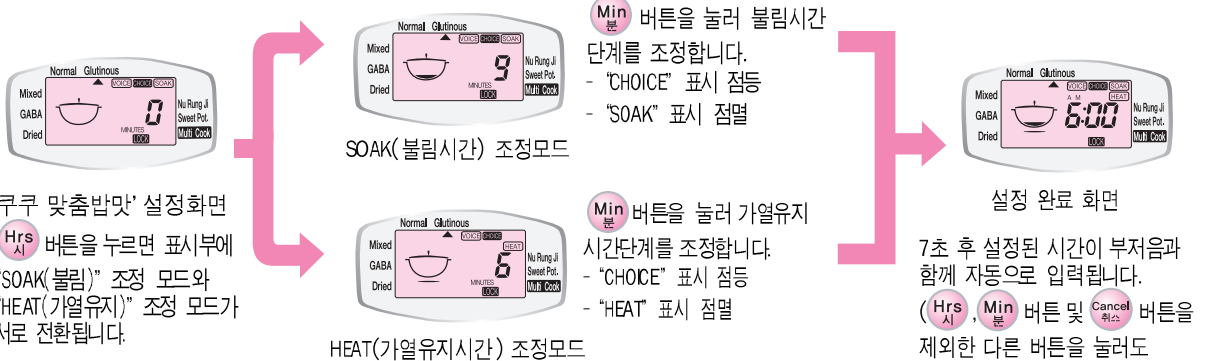 Normal Glutinous
VOICE CHOICE SOAK
Mixed
GABA
Dried
0
MINUTES
LOCK
Nu Rung Ji
Sweet Pot.
Multi Cook
쿠쿠 맞춤밥맛' 설정화면
Hrs 시 버튼을 누르면 표시부에
"SOAK(불림)" 조정 모드와
"HEAT(가열유지)" 조정 모드가
서로 전환됩니다.
Normal Glutinous
VOICE CHOICE SOAK
Mixed
GABA
Dried
9
MINUTES
LOCK
Nu Rung Ji
Sweet Pot.
Multi Cook
SOAK(불림시간) 조정모드
Min 분 버튼을 눌러 불림시간
단계를 조정합니다.
- "CHOICE" 표시 점등
- "SOAK" 표시 점멸
Normal Glutinous
VOICE CHOICE
HEAT
Mixed
GABA
Dried
6
MINUTES
LOCK
Nu Rung Ji
Sweet Pot.
Multi Cook
HEAT(가열유지시간) 조정모드
Min 분 버튼을 눌러 가열유지
시간단계를 조정합니다.
- "CHOICE" 표시 점등
- "HEAT" 표시 점멸
Normal Glutinous
VOICE CHOICE SOAK
A M HEAT
Mixed
GABA
Dried
6:00
LOCK
Nu Rung Ji
Sweet Pot.
Multi Cook
설정 완료 화면
7초 후 설정된 시간이 부저음과
함께 자동으로 입력됩니다.
(Hrs 시, Min 분 버튼 및 Cancel 취소 버튼을
제외한 다른 버튼을 눌러도